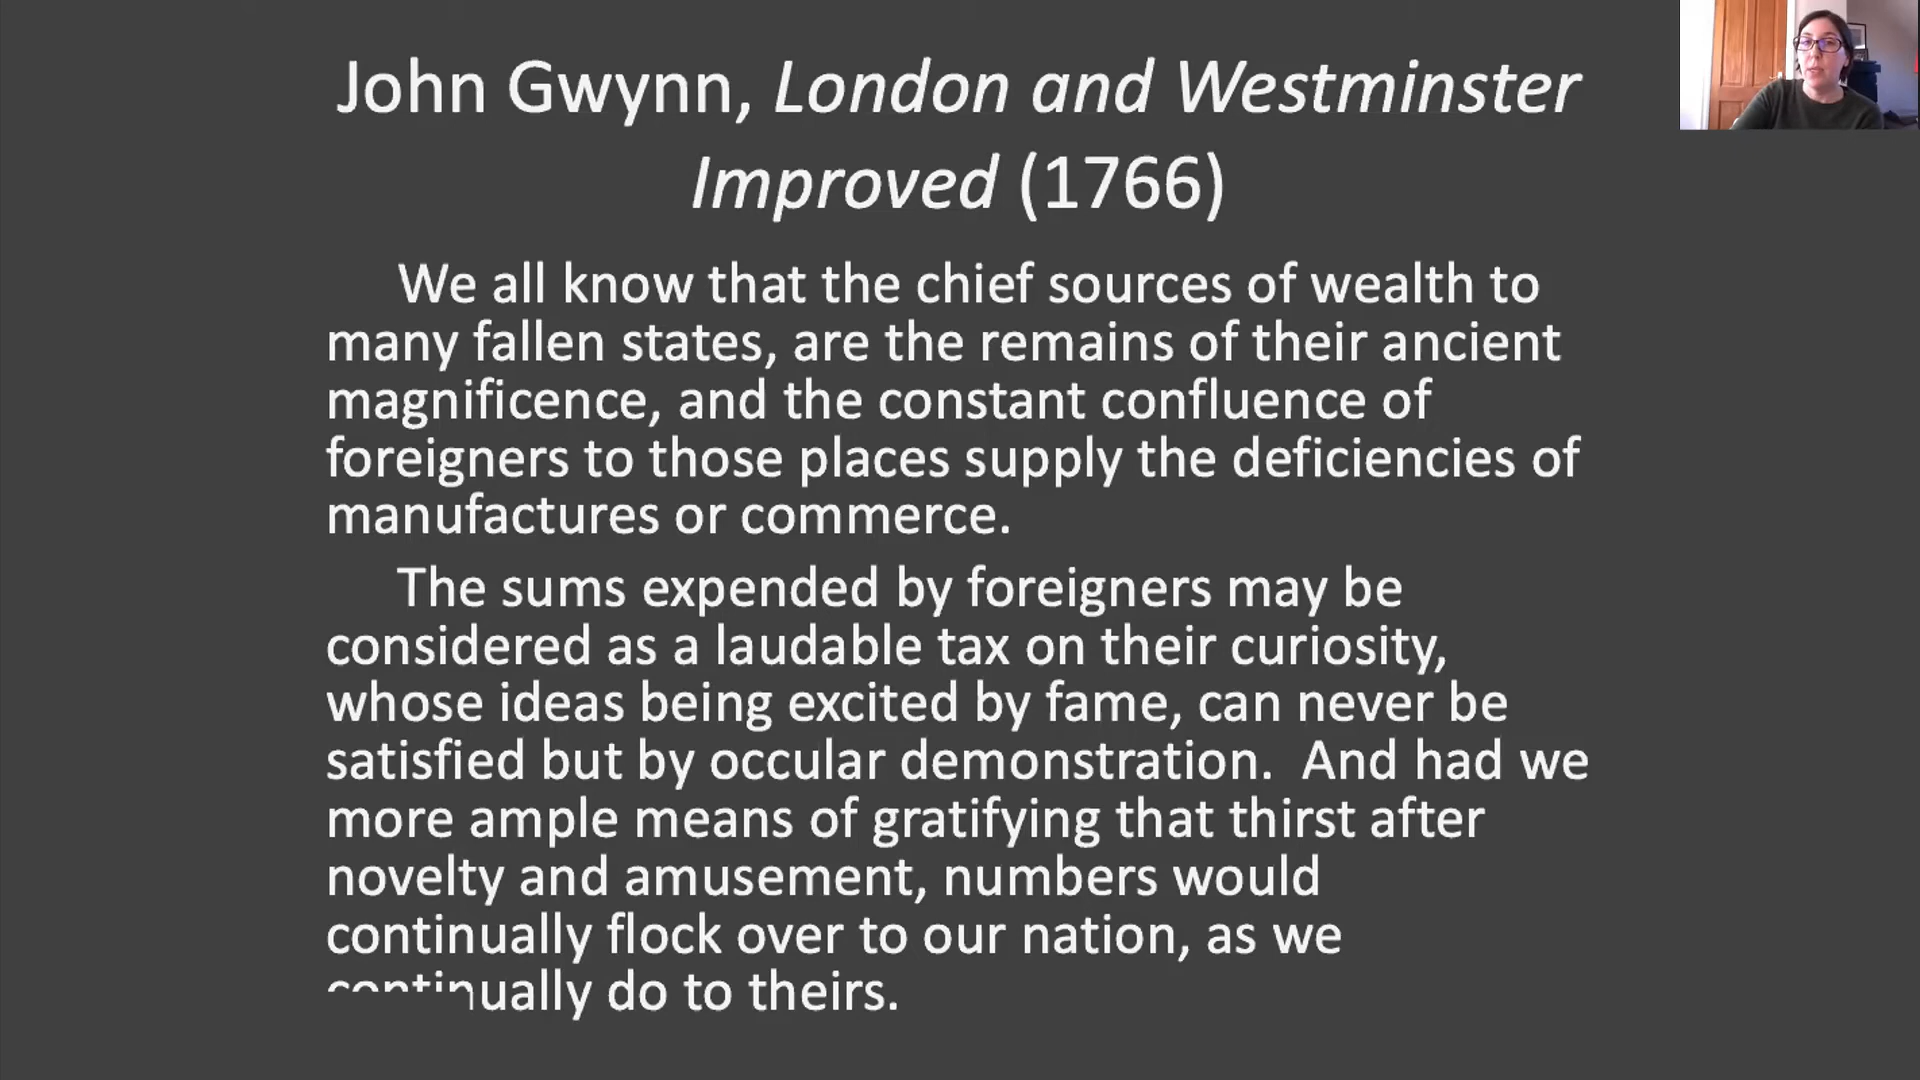 John Gwynn, London and Westminster
Improved (1766)
We all know that the chief sources of wealth to
many fallen states, are the remains of their ancient
magnificence, and the constant confluence of
foreigners to those places supply the deficiencies of
manufactures or commerce.
The sums expended by foreigners may be
considered as a laudable tax on their curiosity,
whose ideas being excited by fame, can never be
satisfied but by occular demonstration.  And had we
more ample means of gratifying that thirst after
novelty and amusement, numbers would
continually flock over to our nation, as we
continually do to theirs.